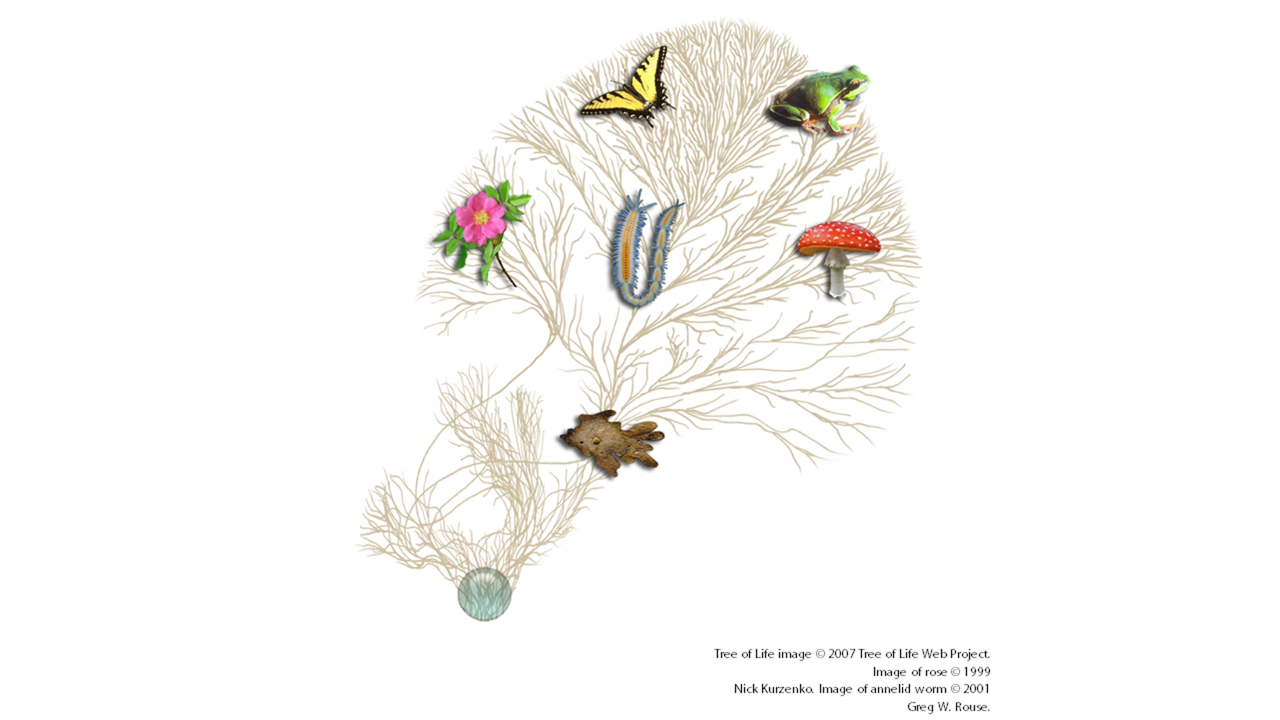 Tree of Life image © 2007 Tree of Life Web Project.
Image of rose © 1999
Nick Kurzenko. Image of annelid worm © 2001
Greg W. Rouse.